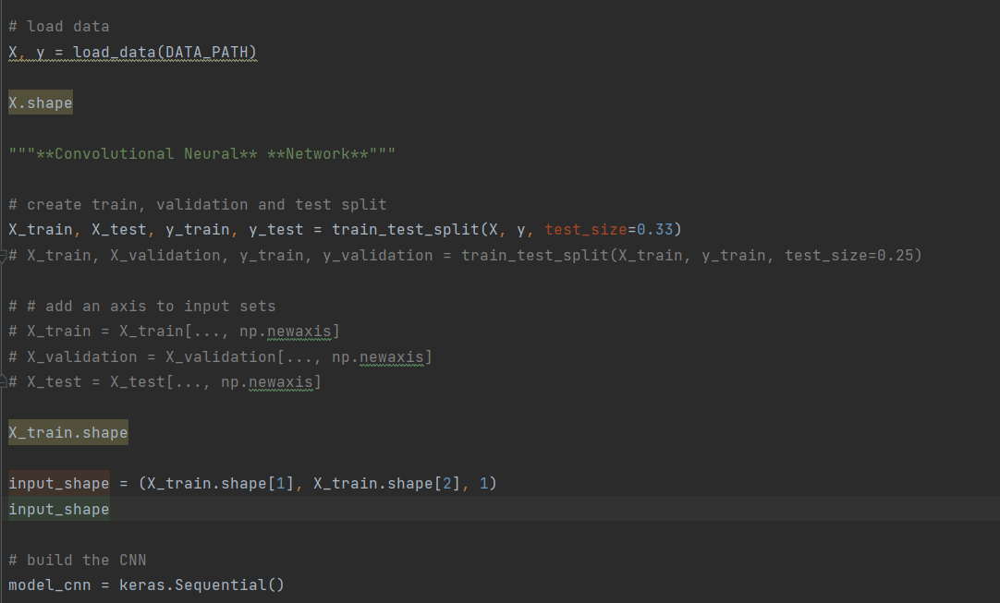 # load data
X, y = load_data(DATA_PATH)
X.shape
"""**Convolutional Neural** **Network**"""
# create train, validation and test split
X_train, X_test, y_train, y_test = train_test_split(X, y, test_size=0.33)
# X_train, X_validation, y_train, y_validation = train_test_split(X_train, y_train, test_size=0.25)
# # add an axis to input sets
# X_train = X_train[..., np.newaxis]
# X_validation = X_validation[..., np.newaxis]
# X_test = X_test[..., np.newaxis]
X_train.shape
input_shape = (X_train.shape[1], X_train.shape[2], 1)
input_shape
# build the CNN
model_cnn = keras.Sequential()